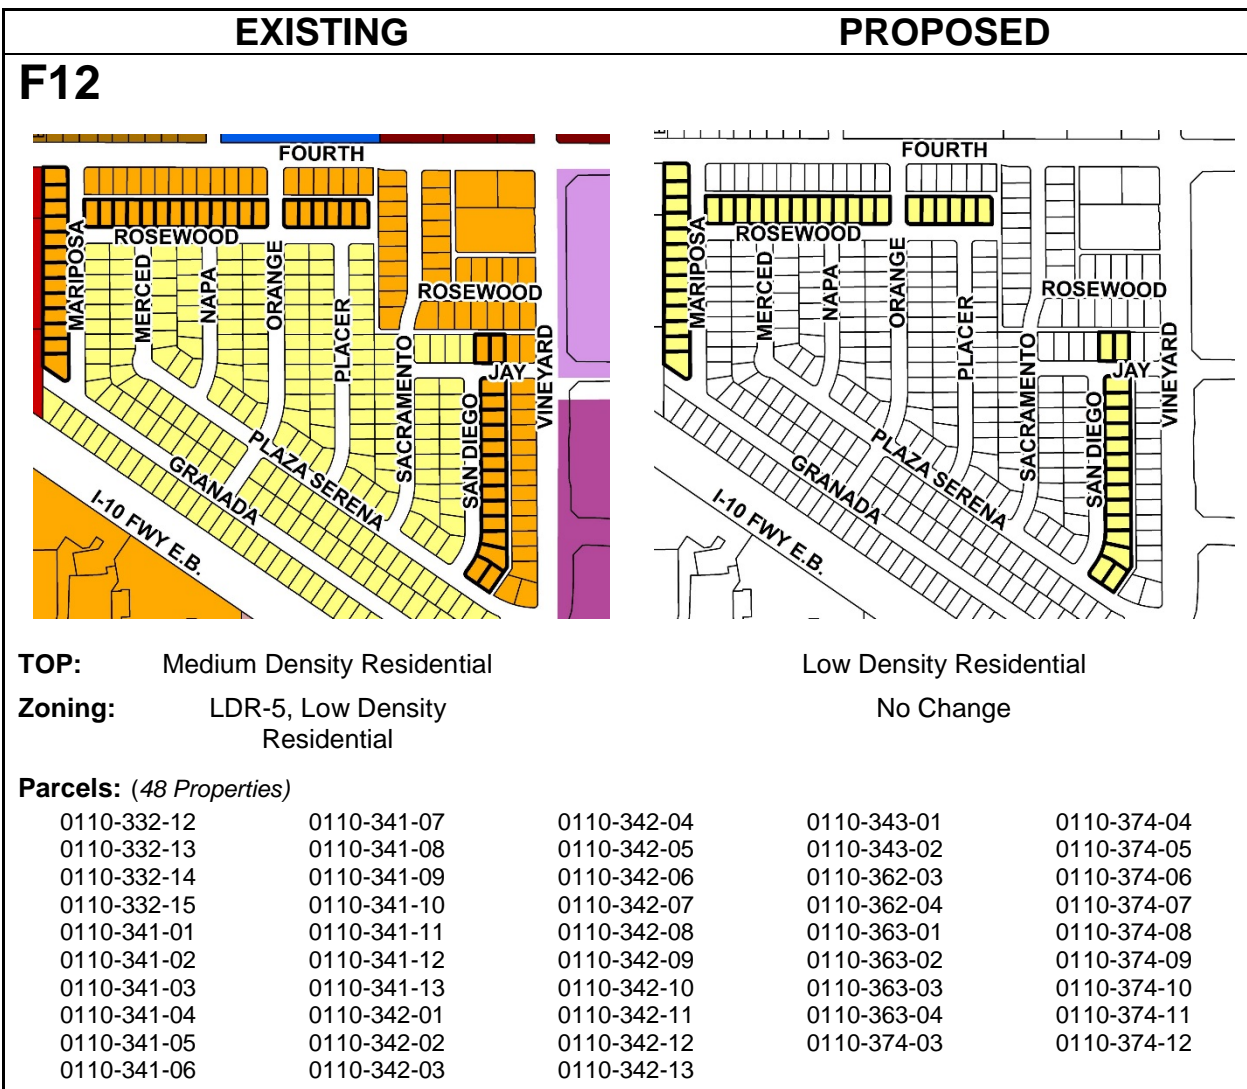 EXISTING PROPOSED
F12
FOURTH
MARIPOSA
ROSEWOOD
MERCED
NAPA
ORANGE
PLACER
ROSEWOOD
SACRAMENTO
JAY
VINEYARD
SAN DIEGO
PLAZA SERENA
GRANADA
I-10 FWY E.B.
FOURTH
MARIPOSA
ROSEWOOD
MERCED
NAPA
ORANGE
PLACER
ROSEWOOD
SACRAMENTO
JAY
VINEYARD
SAN DIEGO
PLAZA SERENA
GRANADA
I-10 FWY E.B.
TOP: Medium Density Residential Low Density Residential
Zoning: LDR-5, Low Density No Change
Residential
Parcels: (48 Properties)
0110-332-12 0110-341-07 0110-342-04 0110-343-01 0110-374-04
0110-332-13 0110-341-08 0110-342-05 0110-343-02 0110-374-05
0110-332-14 0110-341-09 0110-342-06 0110-362-03 0110-374-06
0110-332-15 0110-341-10 0110-342-07 0110-362-04 0110-374-07
0110-341-01 0110-341-11 0110-342-08 0110-363-01 0110-374-08
0110-341-02 0110-341-12 0110-342-09 0110-363-02 0110-374-09
0110-341-03 0110-341-13 0110-342-10 0110-363-03 0110-374-10
0110-341-04 0110-342-01 0110-342-11 0110-363-04 0110-374-11
0110-341-05 0110-342-02 0110-342-12 0110-374-03 0110-374-12
0110-341-06 0110-342-03 0110-342-13